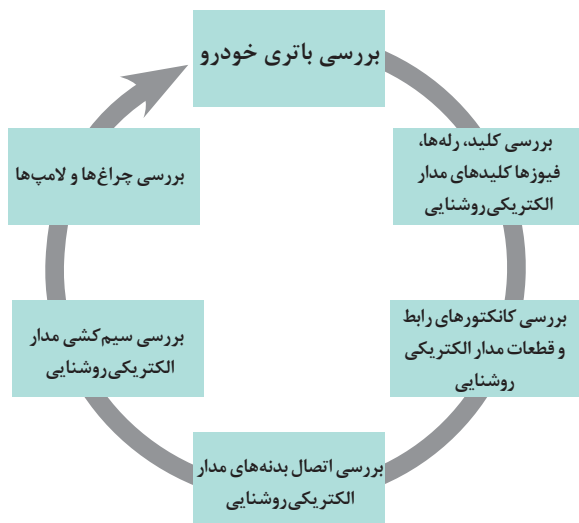 بررسی باتری خودرو
بررسی کلید، رله‌ها،
فیوزها کلیدهای مدار
الکتریکی روشنایی
بررسی کانکتورهای رابط
و قطعات مدار الکتریکی
روشنایی
بررسی اتصال بدنه‌های مدار
الکتریکی روشنایی
بررسی سیم‌کشی مدار
الکتریکی روشنایی
بررسی چراغ‌ها و لامپ‌ها